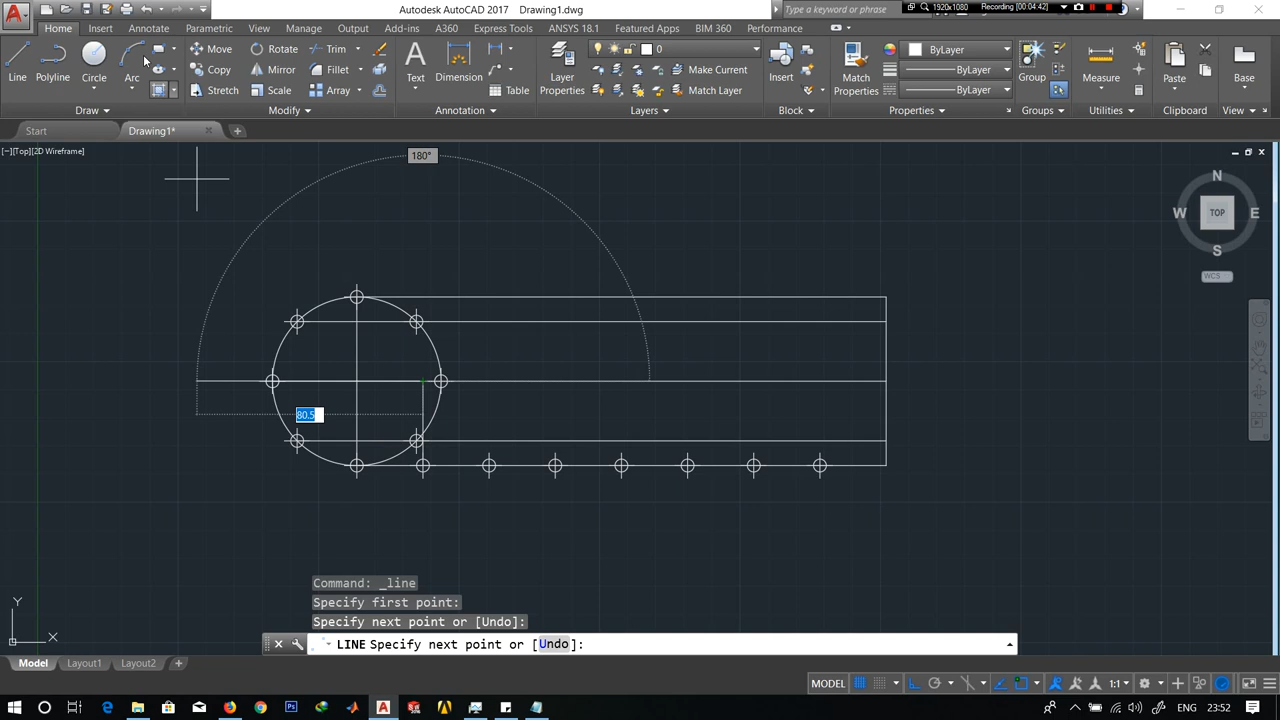 Autodesk AutoCAD 2017 Drawing1.dwg
Type a keyword or phrase
1920x1080
Recording [00:04:42]
Home Insert Annotate Parametric View Manage Output Add-ins A360 Express Tools ANSYS 18.1 Featured Apps BIM 360 Performance
Line Polyline Circle Arc
Move Rotate Trim
Copy Mirror Fillet
Stretch Scale Array
Text Dimension Table
Layer Properties
0
Make Current
Match Layer
Insert
Match Properties
ByLayer
ByLayer
ByLayer
Group Measure Paste Base
Draw Modify Annotation Layers Block Properties Groups Utilities Clipboard View
Start Drawing1*
[−][Top][2D Wireframe]
180°
N
W TOP E
S
WCS
80.5
Command: _line
Specify first point:
Specify next point or [Undo]:
LINE Specify next point or [Undo]:
Y
X
Model Layout1 Layout2
MODEL 1:1
ENG 23:52